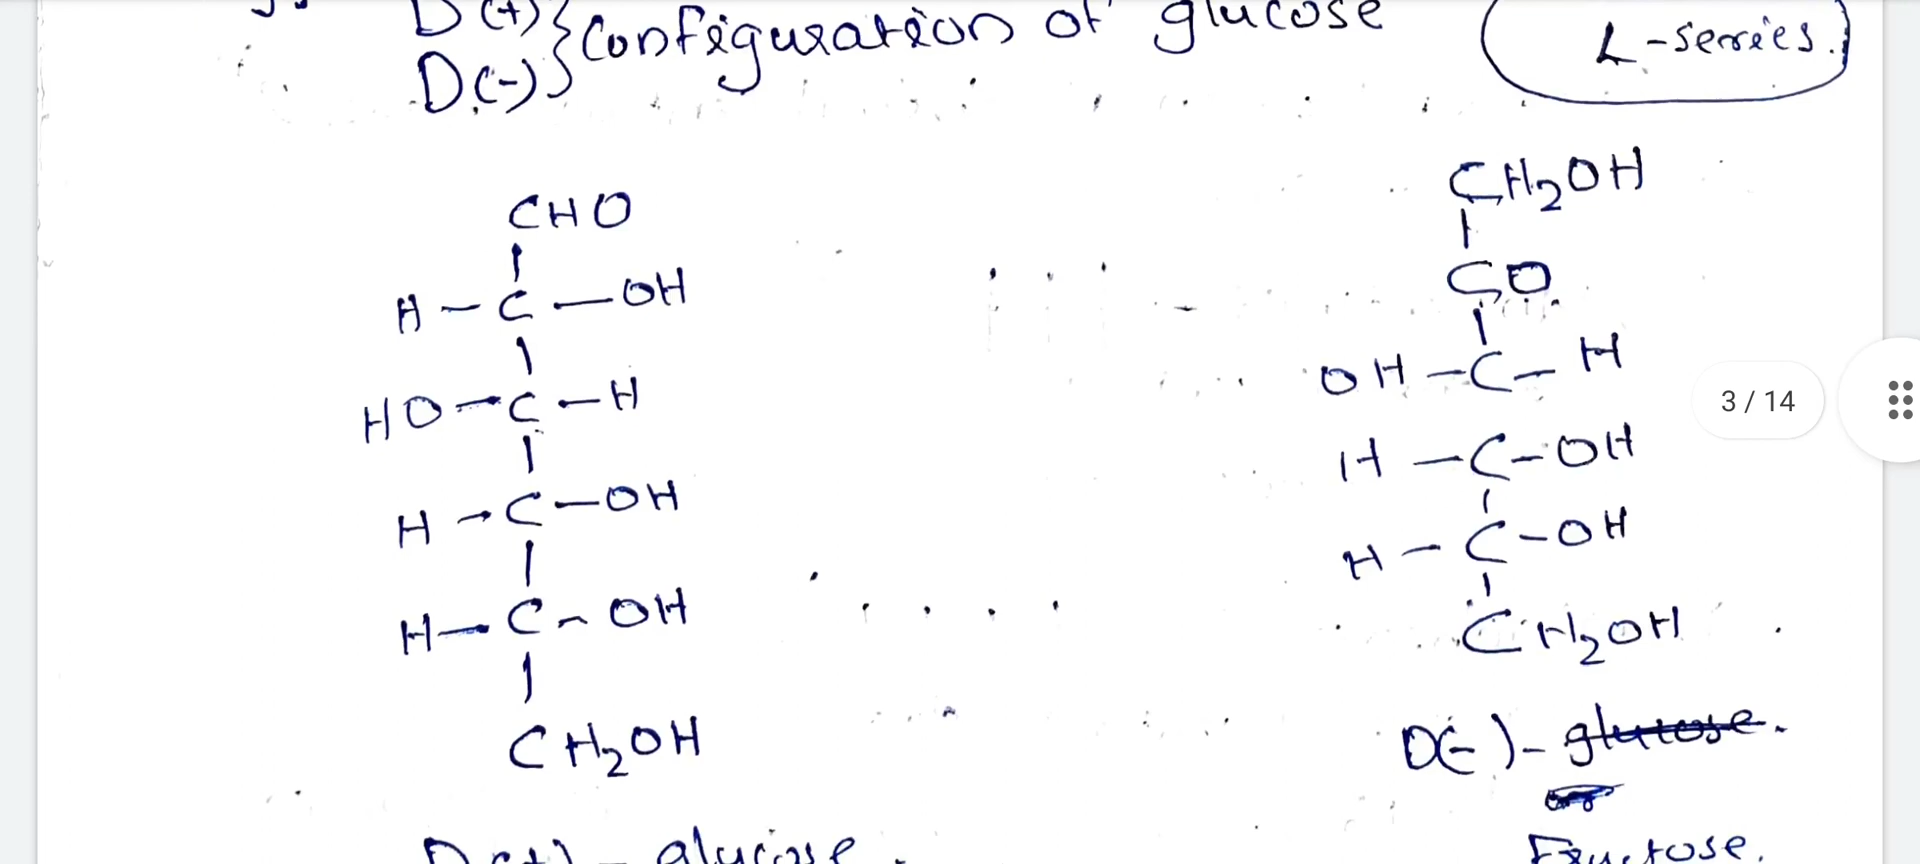 D(+) } Configuration of glucose
D(-) }
L-series.
CHO
|
H - C - OH
|
HO - C - H
|
H - C - OH
|
H - C - OH
|
CH₂OH
D(+) - glucose.
CH₂OH
|
CO
|
OH - C - H
H - C - OH
|
H - C - OH
|
CH₂OH
D(-) - glucose.
Fructose.
3 / 14